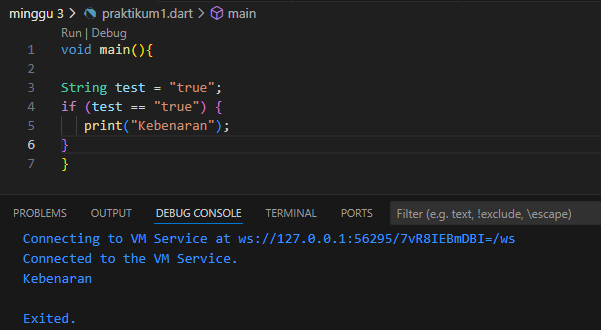 minggu 3 > praktikum1.dart > main
Run | Debug
1 void main(){
2
3 String test = "true";
4 if (test == "true") {
5 print("Kebenaran");
6 }
7 }
PROBLEMS OUTPUT DEBUG CONSOLE TERMINAL PORTS Filter (e.g. text, !exclude, \escape)
Connecting to VM Service at ws://127.0.0.1:56295/7vR8IEBmDBI=/ws
Connected to the VM Service.
Kebenaran
Exited.